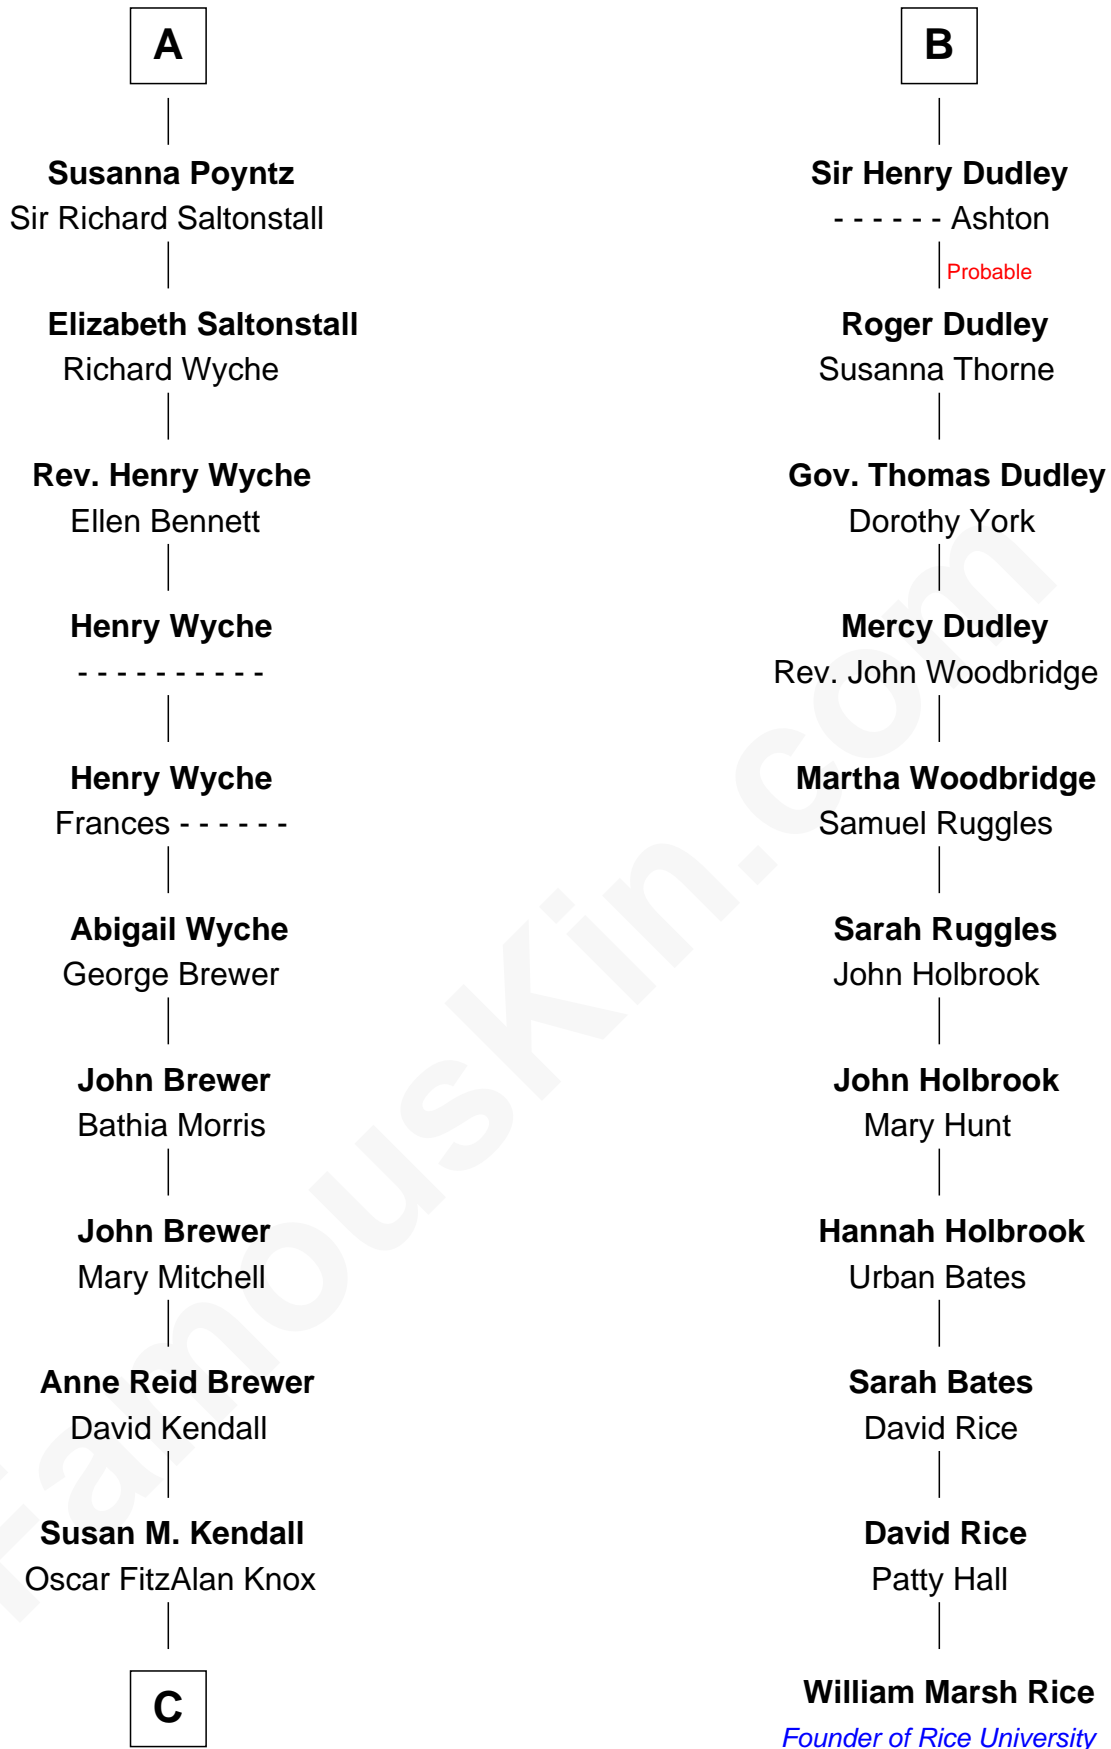 A
Susanna Poyntz
Sir Richard Saltonstall
Elizabeth Saltonstall
Richard Wyche
Rev. Henry Wyche
Ellen Bennett
Henry Wyche
- - - - - - - - - -
Henry Wyche
Frances - - - - - -
Abigail Wyche
George Brewer
John Brewer
Bathia Morris
John Brewer
Mary Mitchell
Anne Reid Brewer
David Kendall
Susan M. Kendall
Oscar FitzAlan Knox
C
B
Sir Henry Dudley
- - - - - - Ashton
Probable
Roger Dudley
Susanna Thorne
Gov. Thomas Dudley
Dorothy York
Mercy Dudley
Rev. John Woodbridge
Martha Woodbridge
Samuel Ruggles
Sarah Ruggles
John Holbrook
John Holbrook
Mary Hunt
Hannah Holbrook
Urban Bates
Sarah Bates
David Rice
David Rice
Patty Hall
William Marsh Rice
Founder of Rice University
FamousKin.com